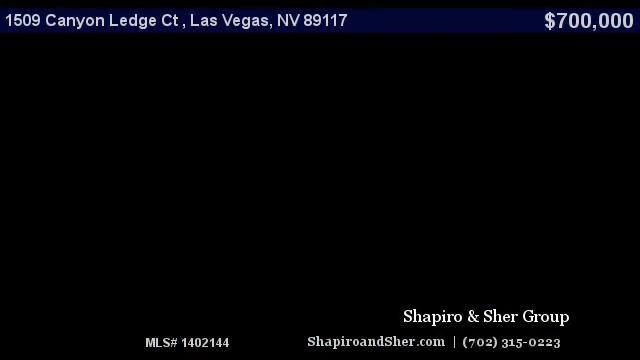 1509 Canyon Ledge Ct , Las Vegas, NV 89117 $700,000
Shapiro & Sher Group
MLS# 1402144 ShapiroandSher.com | (702) 315-0223